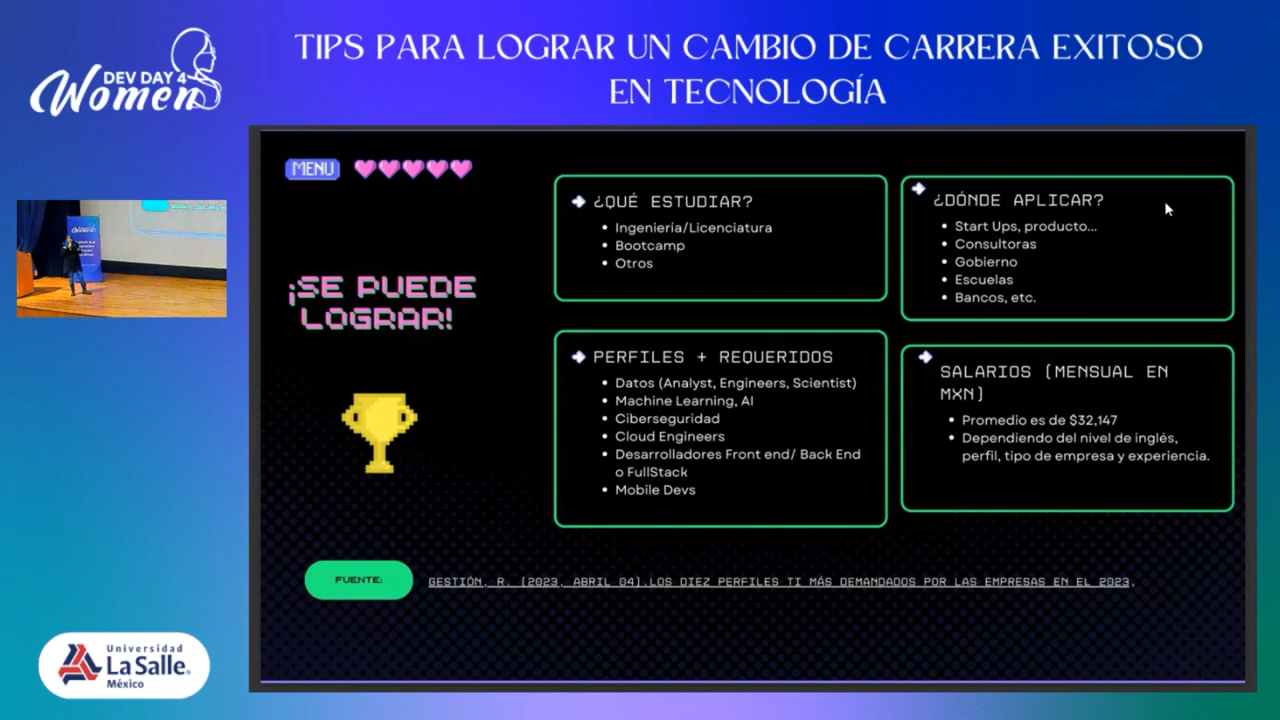 DEV DAY 4
Women
TIPS PARA LOGRAR UN CAMBIO DE CARRERA EXITOSO
EN TECNOLOGÍA
MENU
¡SE PUEDE
LOGRAR!
¿QUÉ ESTUDIAR?
• Ingeniería/Licenciatura
• Bootcamp
• Otros
¿DÓNDE APLICAR?
• Start Ups, producto...
• Consultoras
• Gobierno
• Escuelas
• Bancos, etc.
PERFILES + REQUERIDOS
• Datos (Analyst, Engineers, Scientist)
• Machine Learning, AI
• Ciberseguridad
• Cloud Engineers
• Desarrolladores Front end/ Back End
o FullStack
• Mobile Devs
SALARIOS (MENSUAL EN
MXN)
• Promedio es de $32,147
• Dependiendo del nivel de inglés,
perfil, tipo de empresa y experiencia.
FUENTE:
GESTIÓN, R. (2023, ABRIL 04).LOS DIEZ PERFILES TI MÁS DEMANDADOS POR LAS EMPRESAS EN EL 2023.
Universidad
La Salle®
México